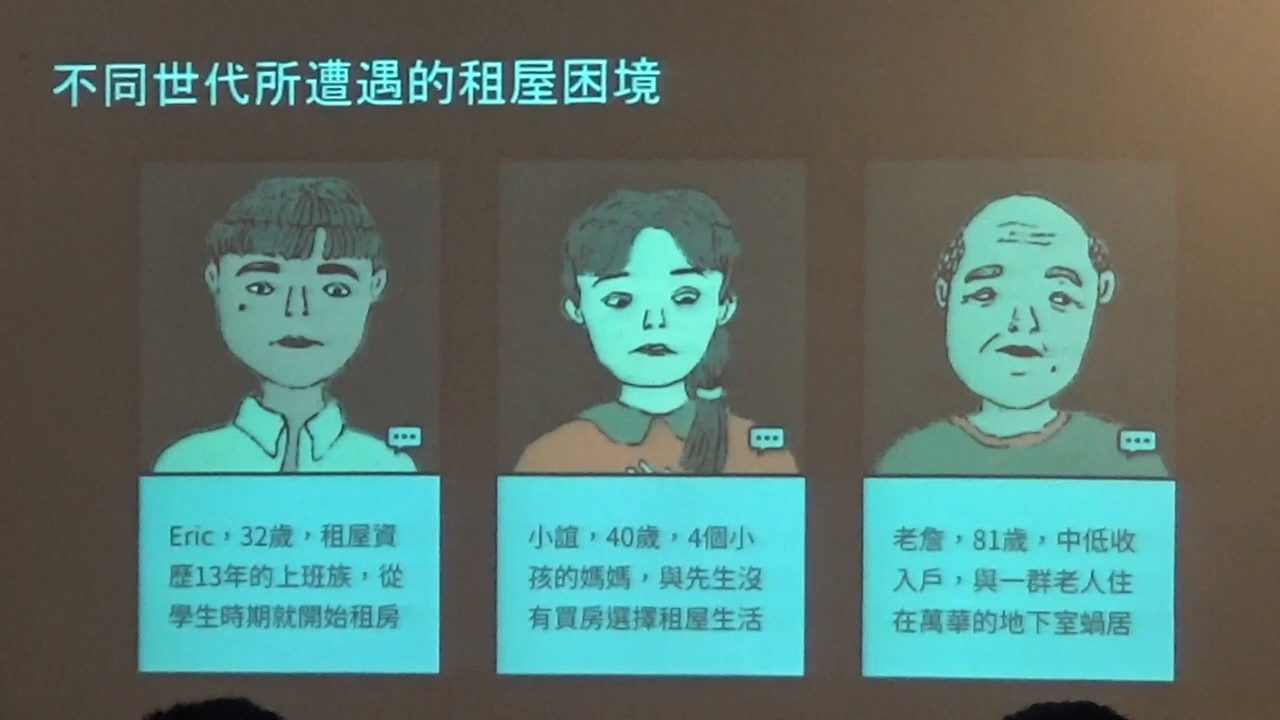 不同世代所遭遇的租屋困境
Eric，32歲，租屋資
歷13年的上班族，從
學生時期就開始租房
小誼，40歲，4個小
孩的媽媽，與先生沒
有買房選擇租屋生活
老詹，81歲，中低收
入戶，與一群老人住
在萬華的地下室蝸居